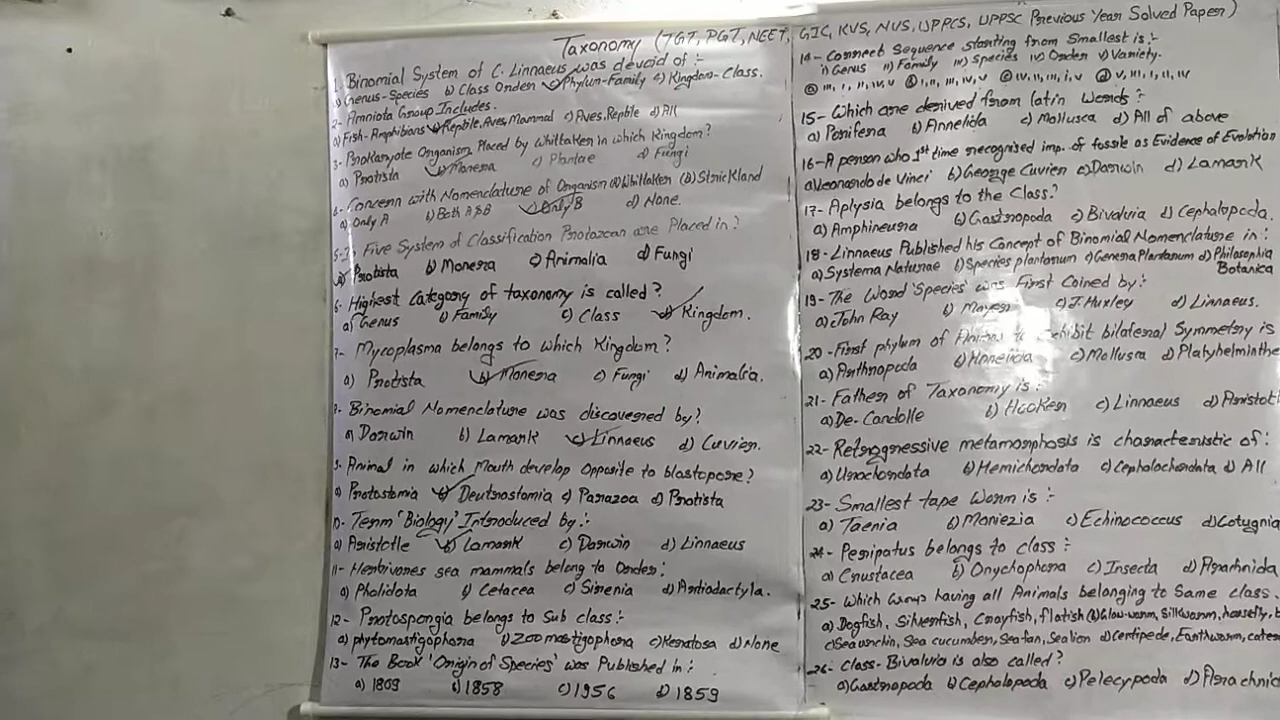 Taxonomy (TGT, PGT, NEET, GIC, KVS, NVS, UPPCS, UPPSC Previous Year Solved Paper)
1- Binomial System of C. Linnaeus was devoid of :-
a) Genus-Species b) Class Order c) Phylum-Family d) Kingdom-Class.
2- Amniota Group Includes.
a) Fish-Amphibians b) Reptile, Aves, Mammal c) Aves, Reptile d) All
3- Prokaryote Organism Placed by Whittaken in which Kingdom?
a) Protista b) Monera c) Plantae d) Fungi
4- Concern with Nomenclature of Organism (A) Whittaken (B) Strickland
a) Only A b) Both A & B c) Only B d) None.
Five System of Classification Protozoan are Placed in?
a) Protista b) Monera c) Animalia d) Fungi
6- Highest Category of taxonomy is called?
a) Genus b) Family c) Class d) Kingdom.
7- Mycoplasma belongs to which Kingdom?
a) Protista b) Monera c) Fungi d) Animalia.
8- Binomial Nomenclature was discovered by?
a) Darwin b) Lamark c) Linnaeus d) Cuvier.
9- Animal in which Mouth develop Opposite to blastopore?
a) Protostomia b) Deutrostomia c) Parazoa d) Protista
10- Term 'Biology' Introduced by :-
a) Aristotle b) Lamark c) Darwin d) Linnaeus
11- Herbivores sea mammals belong to Order:
a) Pholidota b) Cetacea c) Sirenia d) Artiodactyla.
12- Protospongia belongs to Sub class :-
a) phytomastigophora b) Zoomastigophora c) Keratosa d) None
13- The Book 'Origin of Species' was Published in :-
a) 1809 b) 1858 c) 1956 d) 1859
14- Correct Sequence starting from Smallest is :-
i) Genus ii) Family iii) Species iv) Order v) Variety.
15- Which are derived from latin Words :
a) Porifera b) Annelida c) Mollusca d) All of above
16- A person who 1st time recognised imp. of fossils as Evidence of Evolution
a) Leonardo de Vinci b) George Cuvier c) Darwin d) Lamark
17- Aplysia belongs to the Class?
a) Amphineura b) Gastropoda c) Bivalvia d) Cephalopoda.
18- Linnaeus Published his Concept of Binomial Nomenclature in :
a) Systema Naturae b) Species plantarum c) Genera Plantarum d) Philosophia Botanica
19- The Word 'Species' was First Coined by :-
a) John Ray b) Mayer c) J. Huxley d) Linnaeus.
20- First phylum of exhibit bilateral Symmetry is
a) Arthropoda b) Annelida c) Mollusca d) Platyhelminthe
21- Father of Taxonomy is :
a) De. Candolle b) Hooker c) Linnaeus d) Aristotl
22- Retrogressive metamorphosis is characteristic of :
a) Urochordata b) Hemichordata c) Cephalochordata d) All
23- Smallest tape Worm is :-
a) Taenia b) Moniezia c) Echinococcus d) Cotugnia
24- Peripatus belongs to class :-
a) Crustacea b) Onychophora c) Insecta d) Arachnida
25- Which Group having all Animals belonging to Same class.
a) Dogfish, Silverfish, Crayfish, flatish (b) Glow-worm, Silkworm, housefly,
c) Sea urchin, Sea cucumber, Seatar, Sea lion d) Centipede, Earthworm, cater
26- Class- Bivalvia is also called?
a) Gastropoda b) Cephalopoda c) Pelecypoda d) Arachnid